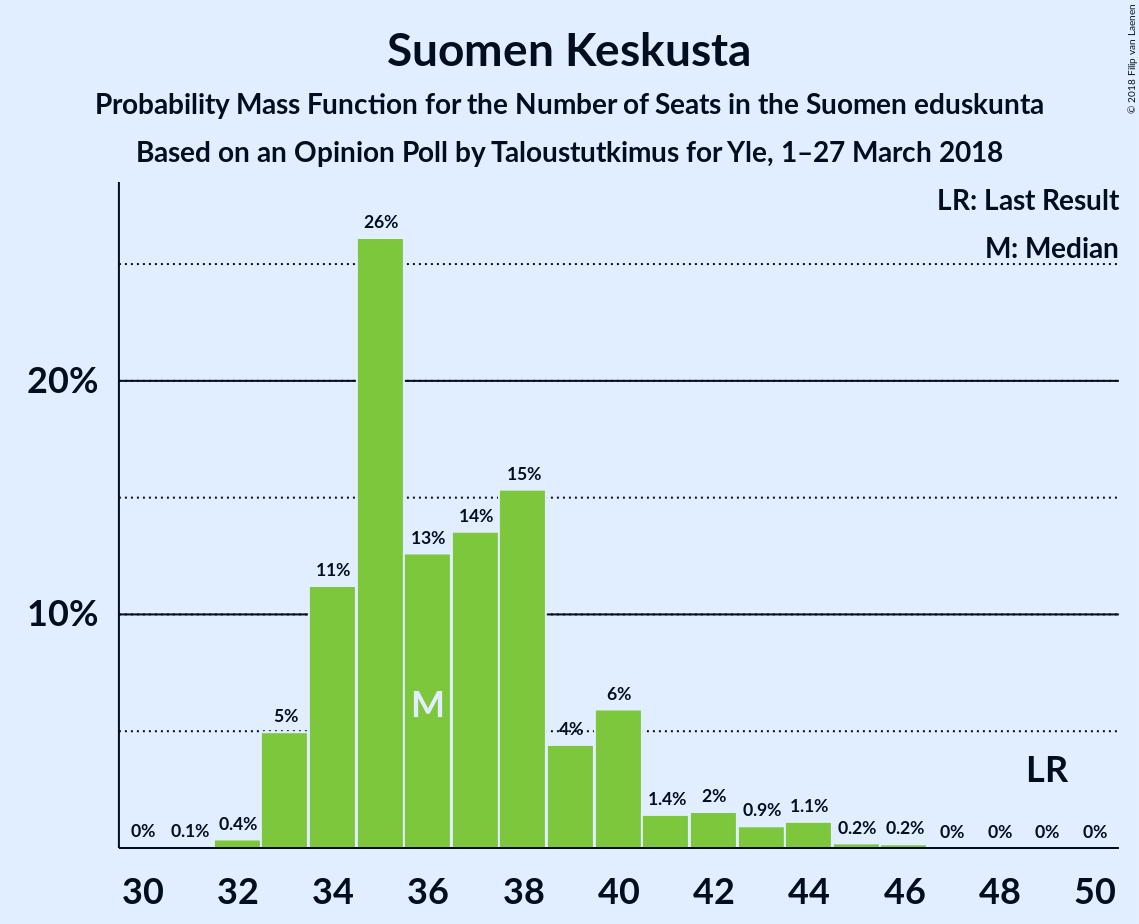 Suomen Keskusta
Probability Mass Function for the Number of Seats in the Suomen eduskunta
Based on an Opinion Poll by Taloustutkimus for Yle, 1–27 March 2018
© 2018 Filip van Laenen
LR: Last Result
M: Median
20%
10%
0% 0.1% 0.4% 5% 11% 26% 13% 14% 15% 4% 6% 1.4% 2% 0.9% 1.1% 0.2% 0.2% 0% 0% 0% 0%
M
LR
30 32 34 36 38 40 42 44 46 48 50